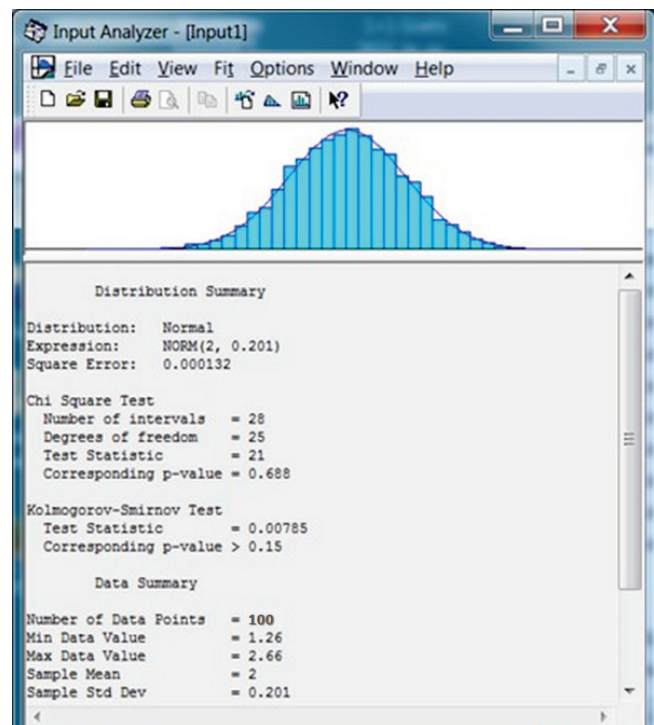 Input Analyzer - [Input1]
File Edit View Fit Options Window Help
Distribution Summary
Distribution: Normal
Expression: NORM(2, 0.201)
Square Error: 0.000132
Chi Square Test
Number of intervals = 28
Degrees of freedom = 25
Test Statistic = 21
Corresponding p-value = 0.688
Kolmogorov-Smirnov Test
Test Statistic = 0.00785
Corresponding p-value > 0.15
Data Summary
Number of Data Points = 100
Min Data Value = 1.26
Max Data Value = 2.66
Sample Mean = 2
Sample Std Dev = 0.201